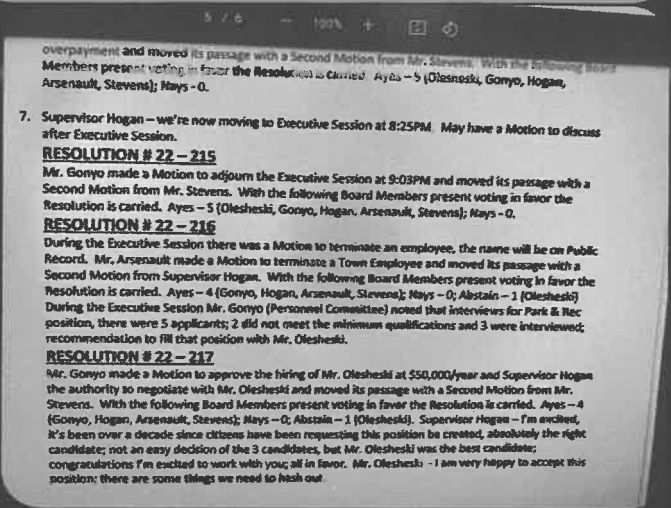 5 / 6 — 100% +
overpayment and moved its passage with a Second Motion from Mr. Stevens. With the following Board
Members present voting in favor the Resolution is carried. Ayes – 5 (Olesheski, Gonyo, Hogan,
Arsenault, Stevens); Nays - 0.
7. Supervisor Hogan – we're now moving to Executive Session at 8:25PM. May have a Motion to discuss
after Executive Session.
RESOLUTION # 22 – 215
Mr. Gonyo made a Motion to adjourn the Executive Session at 9:03PM and moved its passage with a
Second Motion from Mr. Stevens. With the following Board Members present voting in favor the
Resolution is carried. Ayes – 5 (Olesheski, Gonyo, Hogan, Arsenault, Stevens); Nays - 0.
RESOLUTION # 22 – 216
During the Executive Session there was a Motion to terminate an employee, the name will be on Public
Record. Mr, Arsenault made a Motion to terminate a Town Employee and moved its passage with a
Second Motion from Supervisor Hogan. With the following Board Members present voting in favor the
Resolution is carried. Ayes – 4 (Gonyo, Hogan, Arsenault, Stevens); Nays – 0; Abstain – 1 (Olesheski)
During the Executive Session Mr. Gonyo (Personnel Committee) noted that interviews for Park & Rec
position, there were 5 applicants; 2 did not meet the minimum qualifications and 3 were interviewed;
recommendation to fill that position with Mr. Olesheski.
RESOLUTION # 22 – 217
Mr. Gonyo made a Motion to approve the hiring of Mr. Olesheski at $50,000/year and Supervisor Hogan
the authority to negotiate with Mr. Olesheski and moved its passage with a Second Motion from Mr.
Stevens. With the following Board Members present voting in favor the Resolution is carried. Ayes – 4
(Gonyo, Hogan, Arsenault, Stevens); Nays – 0; Abstain – 1 (Olesheski). Supervisor Hogan – I'm excited,
it's been over a decade since citizens have been requesting this position be created, absolutely the right
candidate; not an easy decision of the 3 candidates, but Mr. Olesheski was the best candidate;
congratulations I'm excited to work with you; all in favor. Mr. Olesheski - I am very happy to accept this
position; there are some things we need to hash out